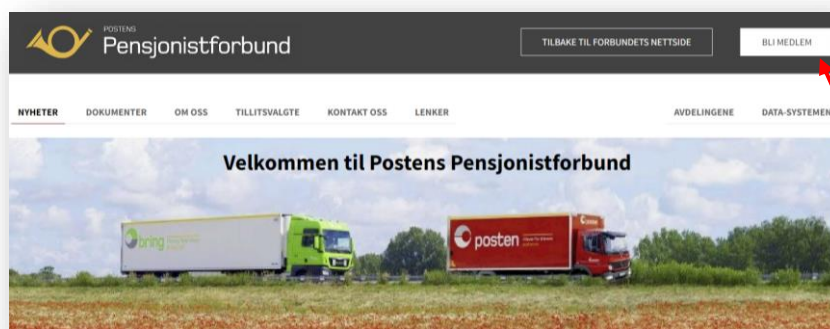 POSTENS
Pensjonistforbund
TILBAKE TIL FORBUNDETS NETTSIDE
BLI MEDLEM
NYHETER DOKUMENTER OM OSS TILLITSVALGTE KONTAKT OSS LENKER AVDELINGENE DATA-SYSTEMEN
Velkommen til Postens Pensjonistforbund
bring
posten